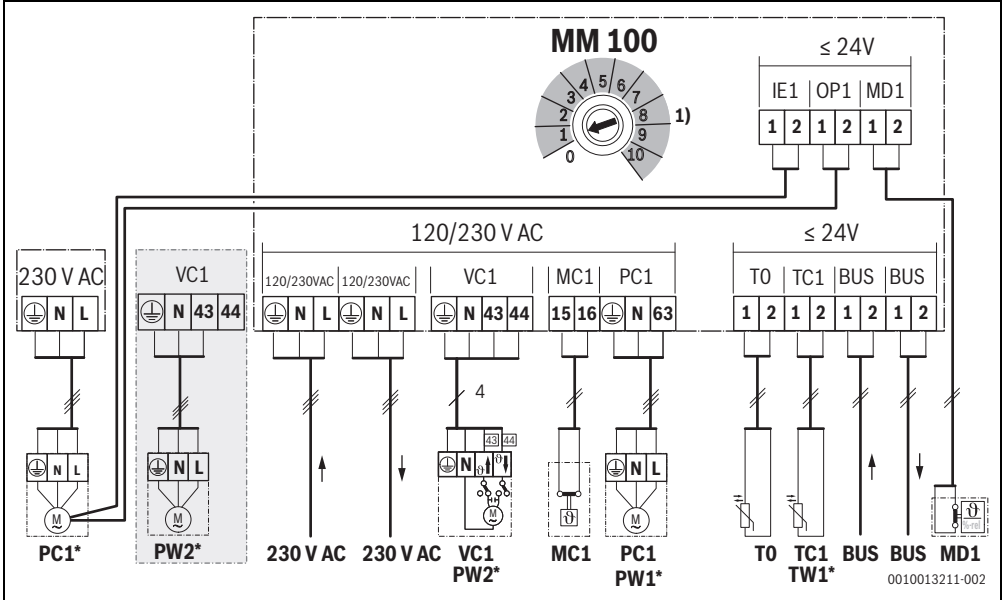 MM 100
0 1 2 3 4 5 6 7 8 9 10
1)
≤ 24V
IE1 OP1 MD1
1 2 1 2 1 2
120/230 V AC
≤ 24V
230 V AC
N L
VC1
N 43 44
120/230VAC 120/230VAC VC1 MC1 PC1
N L N L N 43 44 15 16 N 63
T0 TC1 BUS BUS
1 2 1 2 1 2 1 2
4
43 44
N L
M
~
PC1*
N L
M
~
PW2*
230 V AC
230 V AC
N ϑ ϑ
M
~
VC1
PW2*
ϑ
MC1
N L
M
~
PC1
PW1*
T0
TC1
TW1*
BUS
BUS
ϑ
%-rel
MD1
0010013211-002